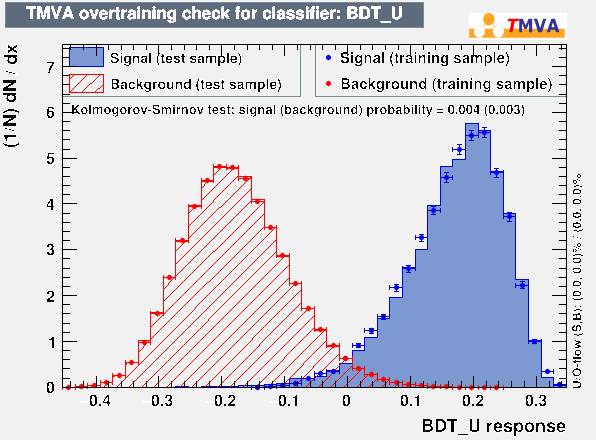 TMVA overtraining check for classifier: BDT_U
TMVA
(1/N) dN / dx
Signal (test sample)
Background (test sample)
Signal (training sample)
Background (training sample)
Kolmogorov-Smirnov test: signal (background) probability = 0.004 (0.003)
7
6
5
4
3
2
1
0
-0.4 -0.3 -0.2 -0.1 0 0.1 0.2 0.3
BDT_U response
U/O-flow (S,B): (0.0, 0.0)% / (0.0, 0.0)%